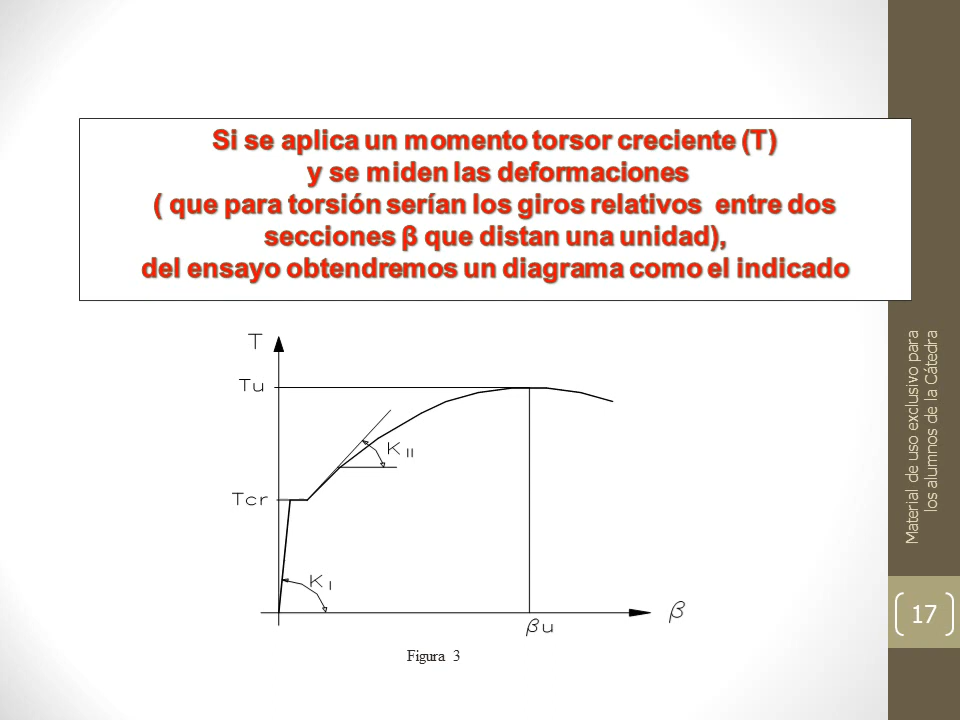 Si se aplica un momento torsor creciente (T)
y se miden las deformaciones
( que para torsión serían los giros relativos entre dos
secciones β que distan una unidad),
del ensayo obtendremos un diagrama como el indicado
T
Tu
K II
Tcr
K I
β
βu
Figura 3
Material de uso exclusivo para
los alumnos de la Cátedra
17